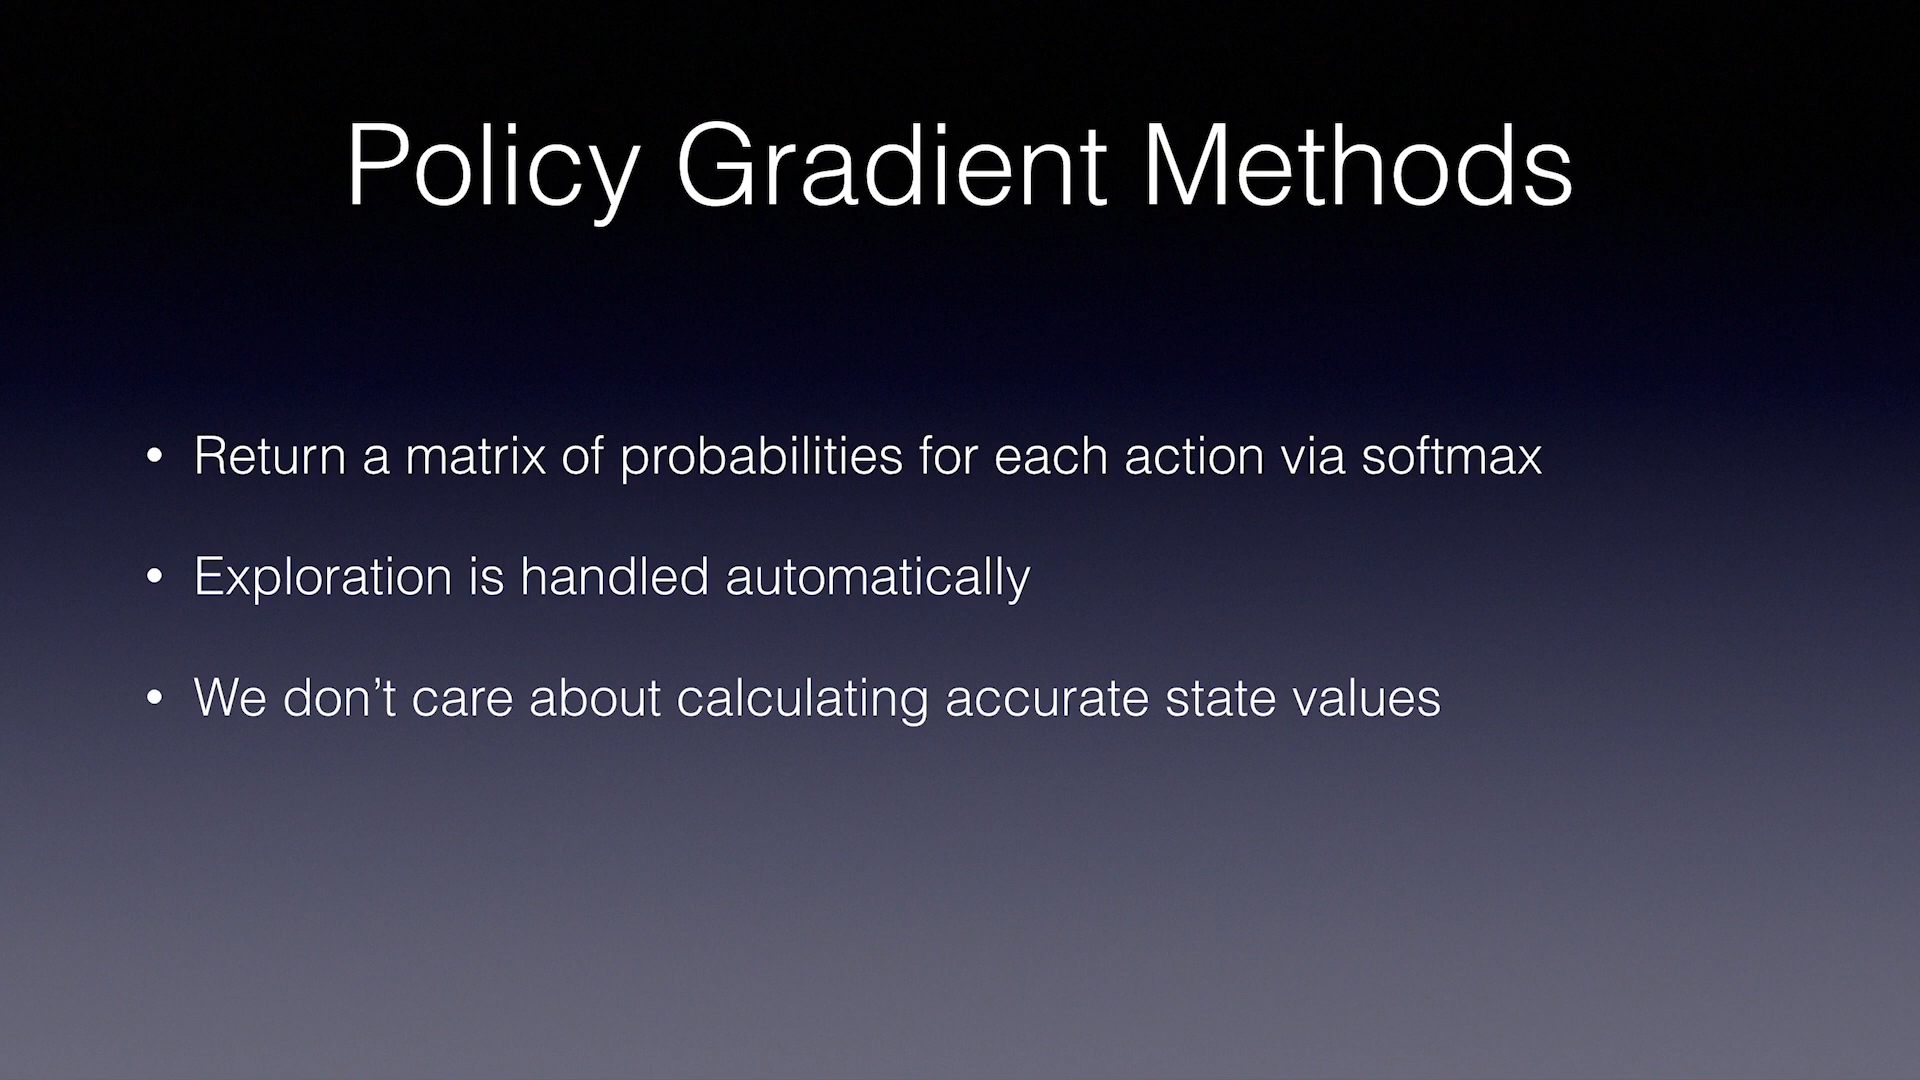 Policy Gradient Methods
• Return a matrix of probabilities for each action via softmax
• Exploration is handled automatically
• We don’t care about calculating accurate state values